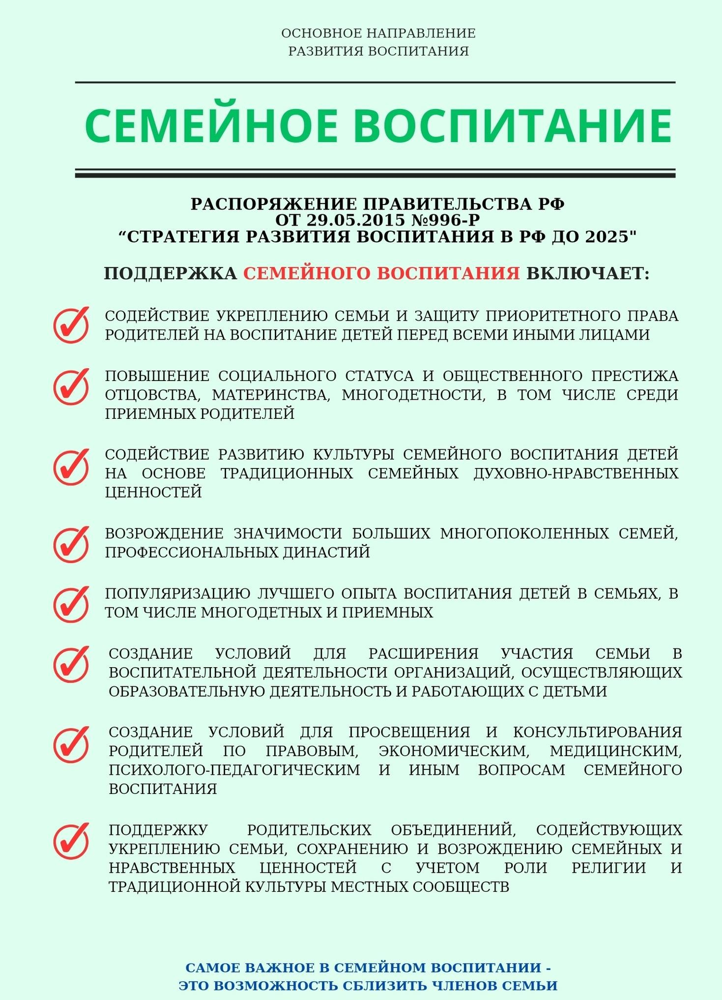 ОСНОВНОЕ НАПРАВЛЕНИЕ
РАЗВИТИЯ ВОСПИТАНИЯ
СЕМЕЙНОЕ ВОСПИТАНИЕ
РАСПОРЯЖЕНИЕ ПРАВИТЕЛЬСТВА РФ
ОТ 29.05.2015 №996-Р
“СТРАТЕГИЯ РАЗВИТИЯ ВОСПИТАНИЯ В РФ ДО 2025"
ПОДДЕРЖКА СЕМЕЙНОГО ВОСПИТАНИЯ ВКЛЮЧАЕТ:
СОДЕЙСТВИЕ УКРЕПЛЕНИЮ СЕМЬИ И ЗАЩИТУ ПРИОРИТЕТНОГО ПРАВА
РОДИТЕЛЕЙ НА ВОСПИТАНИЕ ДЕТЕЙ ПЕРЕД ВСЕМИ ИНЫМИ ЛИЦАМИ
ПОВЫШЕНИЕ СОЦИАЛЬНОГО СТАТУСА И ОБЩЕСТВЕННОГО ПРЕСТИЖА
ОТЦОВСТВА, МАТЕРИНСТВА, МНОГОДЕТНОСТИ, В ТОМ ЧИСЛЕ СРЕДИ
ПРИЕМНЫХ РОДИТЕЛЕЙ
СОДЕЙСТВИЕ РАЗВИТИЮ КУЛЬТУРЫ СЕМЕЙНОГО ВОСПИТАНИЯ ДЕТЕЙ
НА ОСНОВЕ ТРАДИЦИОННЫХ СЕМЕЙНЫХ ДУХОВНО-НРАВСТВЕННЫХ
ЦЕННОСТЕЙ
ВОЗРОЖДЕНИЕ ЗНАЧИМОСТИ БОЛЬШИХ МНОГОПОКОЛЕННЫХ СЕМЕЙ,
ПРОФЕССИОНАЛЬНЫХ ДИНАСТИЙ
ПОПУЛЯРИЗАЦИЮ ЛУЧШЕГО ОПЫТА ВОСПИТАНИЯ ДЕТЕЙ В СЕМЬЯХ, В
ТОМ ЧИСЛЕ МНОГОДЕТНЫХ И ПРИЕМНЫХ
СОЗДАНИЕ УСЛОВИЙ ДЛЯ РАСШИРЕНИЯ УЧАСТИЯ СЕМЬИ В
ВОСПИТАТЕЛЬНОЙ ДЕЯТЕЛЬНОСТИ ОРГАНИЗАЦИЙ, ОСУЩЕСТВЛЯЮЩИХ
ОБРАЗОВАТЕЛЬНУЮ ДЕЯТЕЛЬНОСТЬ И РАБОТАЮЩИХ С ДЕТЬМИ
СОЗДАНИЕ УСЛОВИЙ ДЛЯ ПРОСВЕЩЕНИЯ И КОНСУЛЬТИРОВАНИЯ
РОДИТЕЛЕЙ ПО ПРАВОВЫМ, ЭКОНОМИЧЕСКИМ, МЕДИЦИНСКИМ,
ПСИХОЛОГО-ПЕДАГОГИЧЕСКИМ И ИНЫМ ВОПРОСАМ СЕМЕЙНОГО
ВОСПИТАНИЯ
ПОДДЕРЖКУ РОДИТЕЛЬСКИХ ОБЪЕДИНЕНИЙ, СОДЕЙСТВУЮЩИХ
УКРЕПЛЕНИЮ СЕМЬИ, СОХРАНЕНИЮ И ВОЗРОЖДЕНИЮ СЕМЕЙНЫХ И
НРАВСТВЕННЫХ ЦЕННОСТЕЙ С УЧЕТОМ РОЛИ РЕЛИГИИ И
ТРАДИЦИОННОЙ КУЛЬТУРЫ МЕСТНЫХ СООБЩЕСТВ
САМОЕ ВАЖНОЕ В СЕМЕЙНОМ ВОСПИТАНИИ -
ЭТО ВОЗМОЖНОСТЬ СБЛИЗИТЬ ЧЛЕНОВ СЕМЬИ